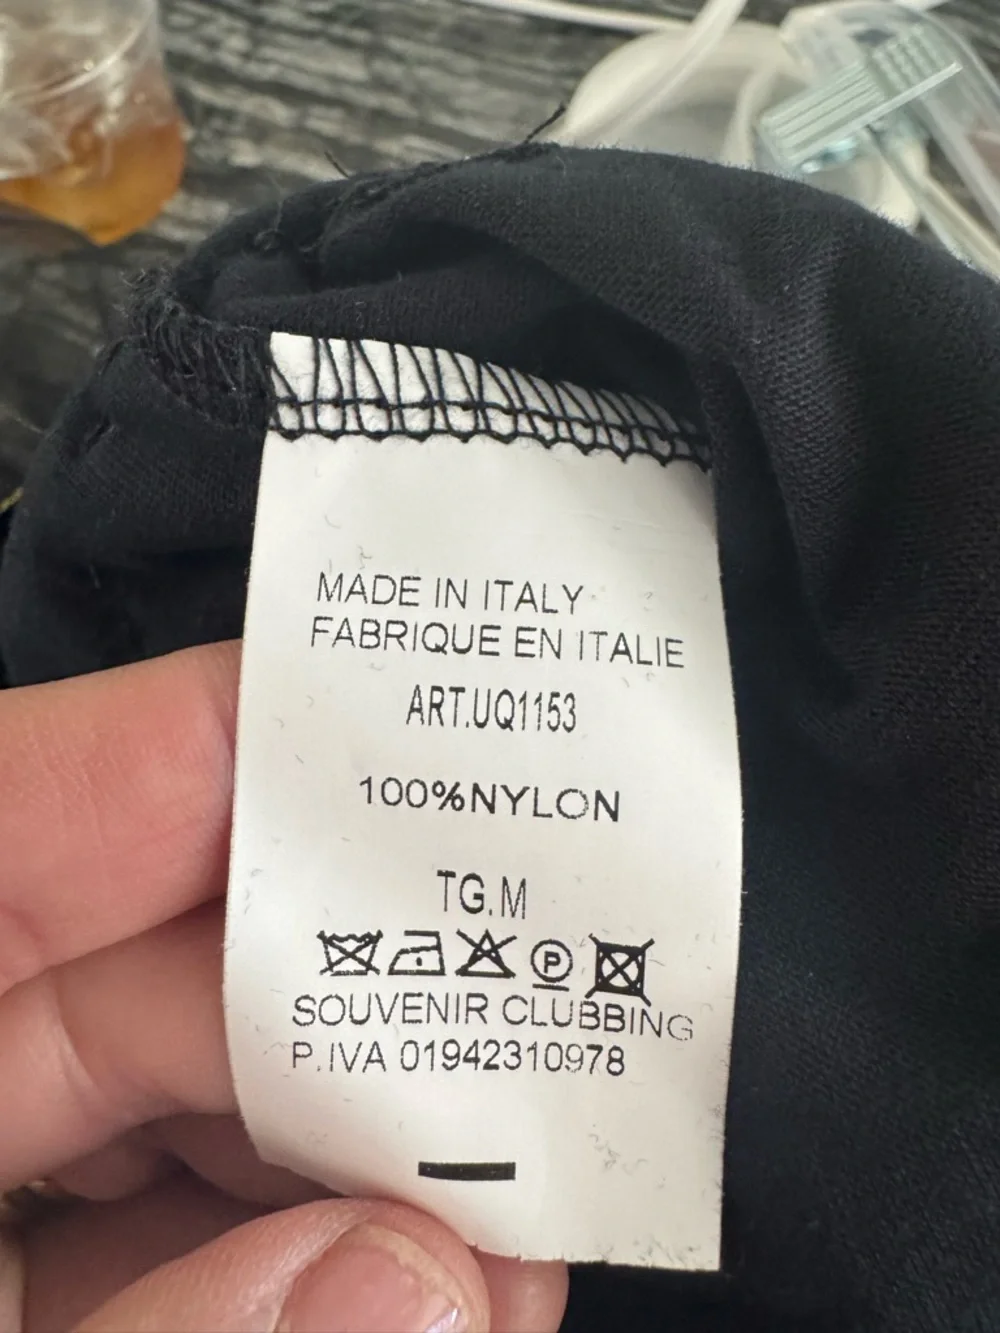 MADE IN ITALY
FABRIQUE EN ITALIE
ART.UQ1153
100%NYLON
TG.M
P
SOUVENIR CLUBBING
P.IVA 01942310978